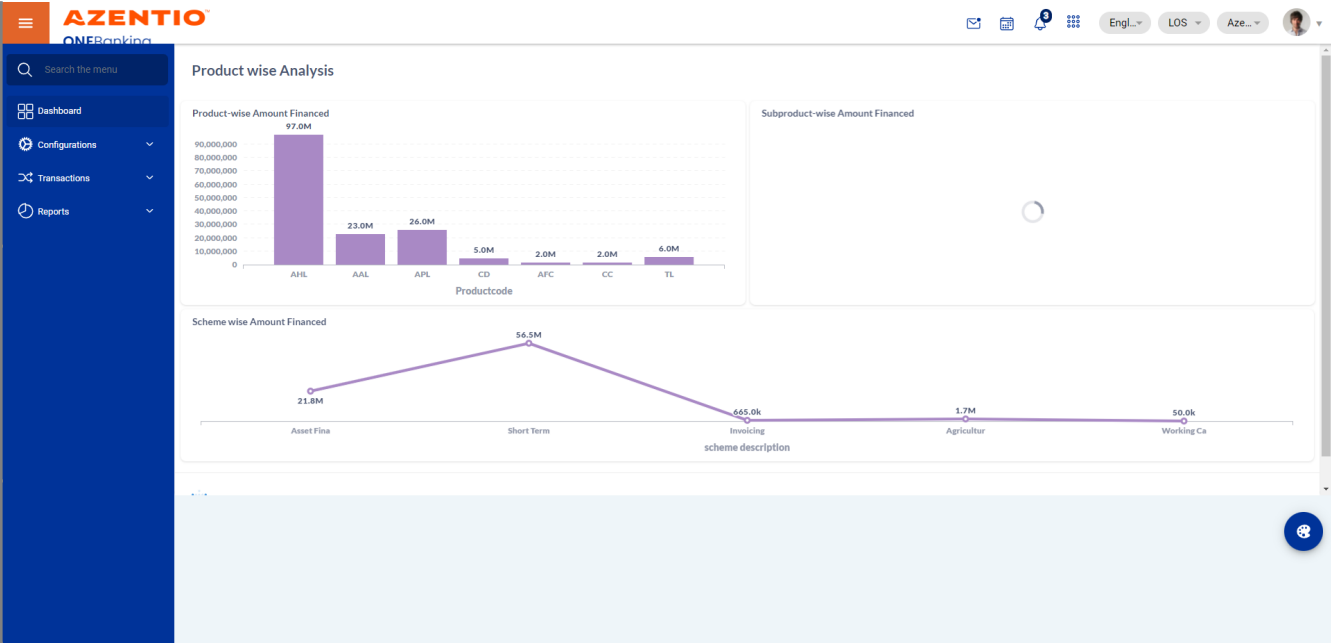 AZENTIO
ONEBanking
3
Engl...
LOS
Aze...
Search the menu
Dashboard
Configurations
Transactions
Reports
Product wise Analysis
Product-wise Amount Financed
97.0M
90,000,000
80,000,000
70,000,000
60,000,000
50,000,000
40,000,000
30,000,000
20,000,000
10,000,000
0
23.0M
26.0M
5.0M
2.0M
2.0M
6.0M
AHL AAL APL CD AFC CC TL
Productcode
Subproduct-wise Amount Financed
Scheme wise Amount Financed
56.5M
21.8M
665.0k
1.7M
50.0k
Asset Fina Short Term Invoicing Agricultur Working Ca
scheme description